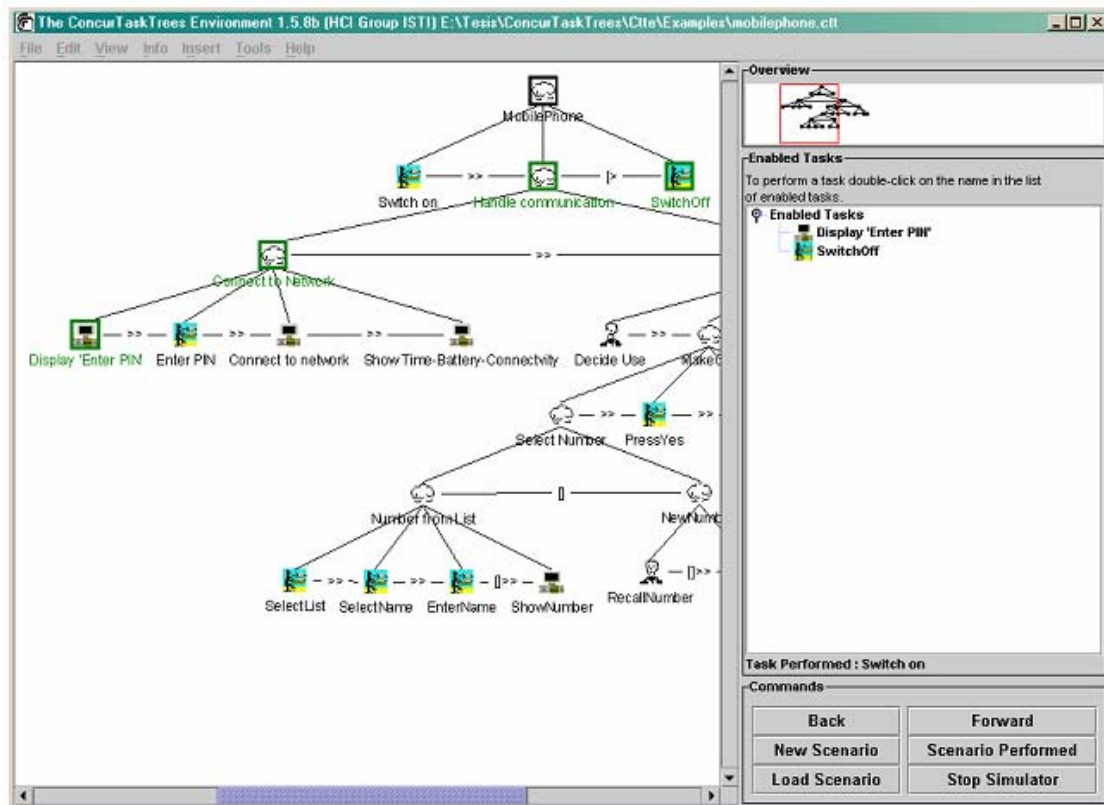 The ConcurTaskTrees Environment 1.5.8b (HCI Group ISTI) E:\Tesis\ConcurTaskTrees\Ctte\Examples\mobilephone.ctt
File Edit View Info Insert Tools Help
MobilePhone
>> [>
Switch on Handle communication SwitchOff
>>
Connect to Network
>> >> >> >>
Display 'Enter PIN' Enter PIN Connect to network Show Time-Battery-Connectvity Decide Use
>> >>
Select Number PressYes
[]
Number from List NewNumb
>> >> []>> []>>
SelectList SelectName EnterName ShowNumber RecallNumber
Overview
Enabled Tasks
To perform a task double-click on the name in the list
of enabled tasks.
Enabled Tasks
Display 'Enter PIN'
SwitchOff
Task Performed : Switch on
Commands
Back Forward
New Scenario Scenario Performed
Load Scenario Stop Simulator